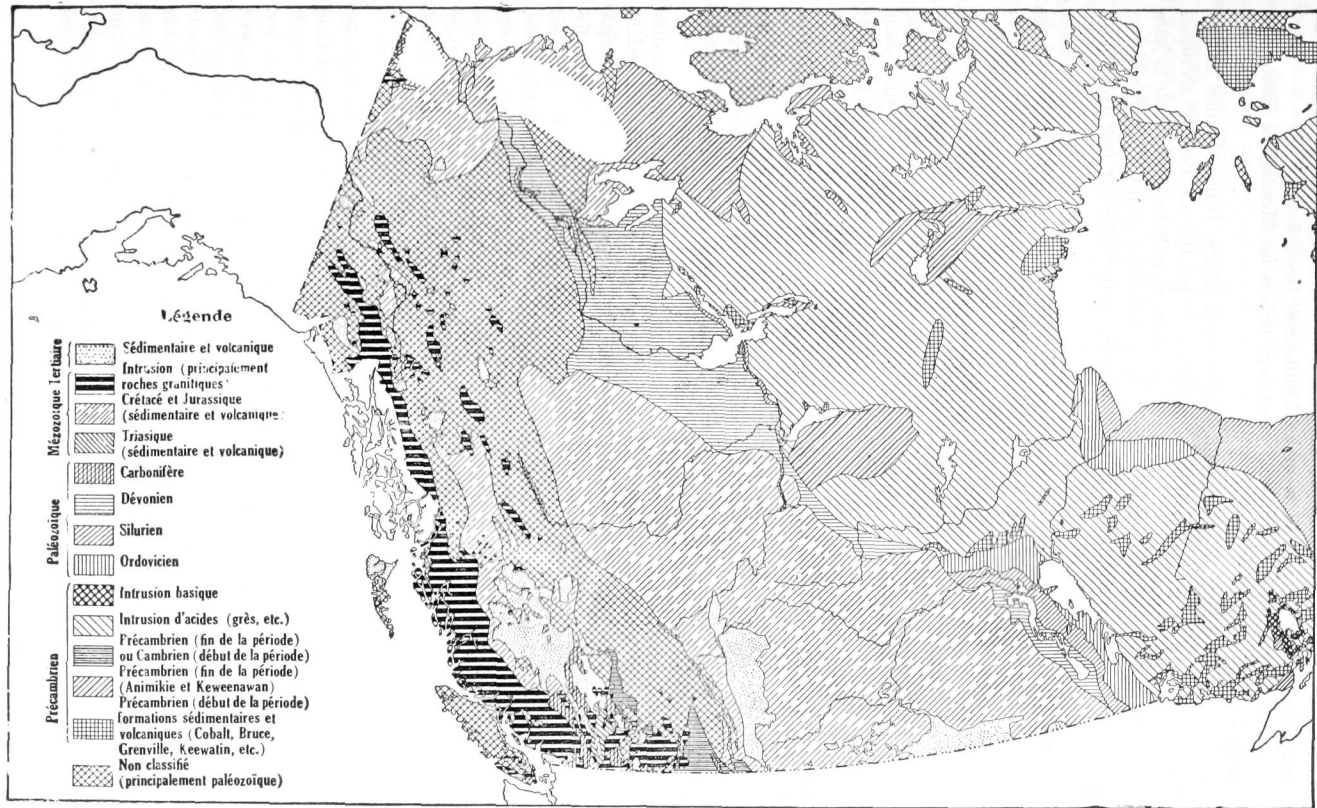 Légende
Mézozoïque Tertiaire
Sédimentaire et volcanique
Intrusion (principalement
roches granitiques)
Crétacé et Jurassique
(sédimentaire et volcanique)
Triasique
(sédimentaire et volcanique)
Paléozoïque
Carbonifère
Dévonien
Silurien
Ordovicien
Précambrien
Intrusion basique
Intrusion d'acides (grès, etc.)
Précambrien (fin de la période)
ou Cambrien (début de la période)
Précambrien (fin de la période)
(Animikie et Keweenawan)
Précambrien (début de la période)
formations sédimentaires et
volcaniques (Cobalt, Bruce,
Grenville, Keewatin, etc.)
Non classifié
(principalement paléozoïque)